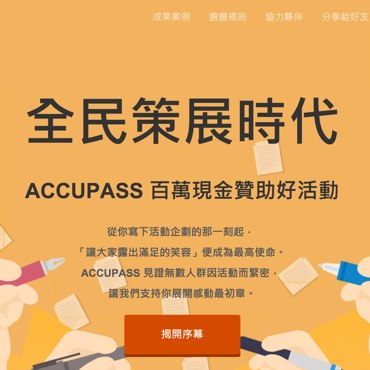 成果案例 遴選規則 協力夥伴 分享給好友
全民策展時代
ACCUPASS 百萬現金贊助好活動
從你寫下活動企劃的那一刻起，
「讓大家露出滿足的笑容」便成為最高使命。
ACCUPASS 見證無數人群因活動而緊密，
讓我們支持你展開感動最初章。
揭開序幕